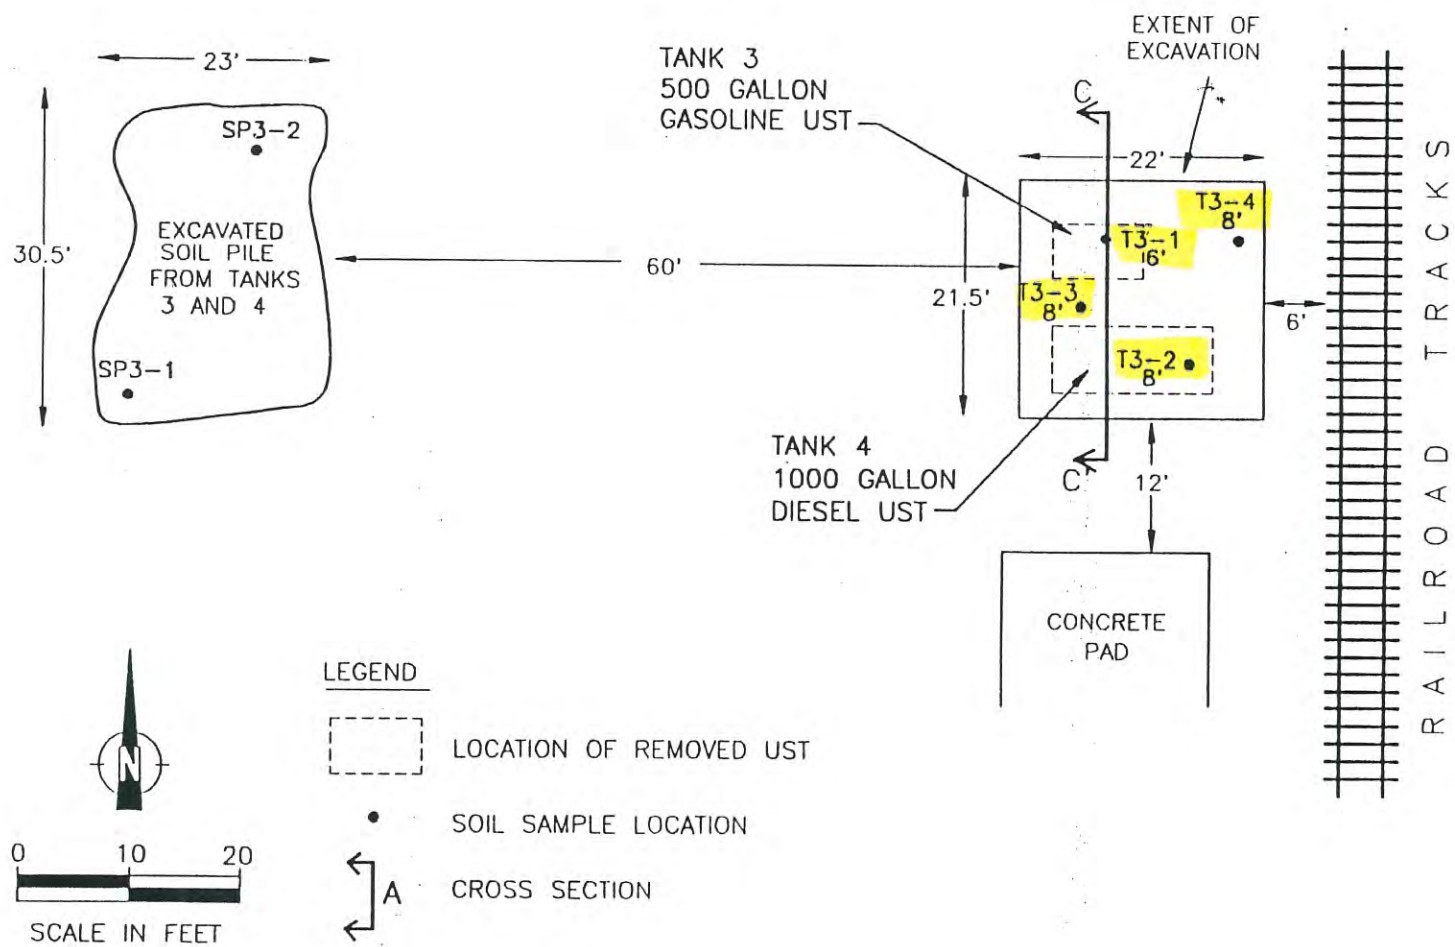 23'
30.5'
SP3-2
EXCAVATED
SOIL PILE
FROM TANKS
3 AND 4
SP3-1
60'
TANK 3
500 GALLON
GASOLINE UST
EXTENT OF
EXCAVATION
C
22'
T3-4
8'
T3-1
6'
21.5'
T3-3
8'
T3-2
8'
6'
TANK 4
1000 GALLON
DIESEL UST
C'
12'
CONCRETE
PAD
RAILROAD TRACKS
N
0 10 20
SCALE IN FEET
LEGEND
LOCATION OF REMOVED UST
SOIL SAMPLE LOCATION
A
CROSS SECTION